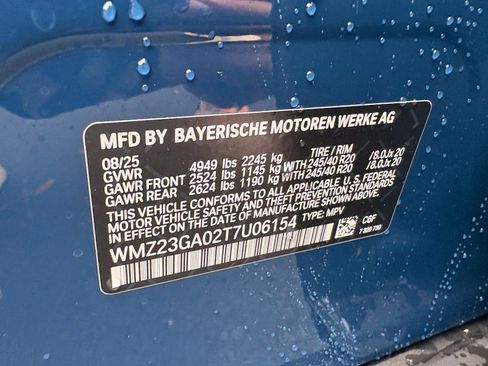 MFD BY BAYERISCHE MOTOREN WERKE AG
08/25 TIRE / RIM
GVWR 4949 lbs 2245 kg
GAWR FRONT 2524 lbs 1145 kg WITH 245/40 R20 /8.0Jx 20
GAWR REAR 2624 lbs 1190 kg WITH 245/40 R20 /8.0Jx 20
THIS VEHICLE CONFORMS TO ALL APPLICABLE U.S. FEDERAL
MOTOR VEHICLE SAFETY, BUMPER, AND THEFT PREVENTION STANDARDS
IN EFFECT ON THE DATE OF MANUFACTURE SHOWN ABOVE.
WMZ23GA02T7U06154 TYPE: MPV